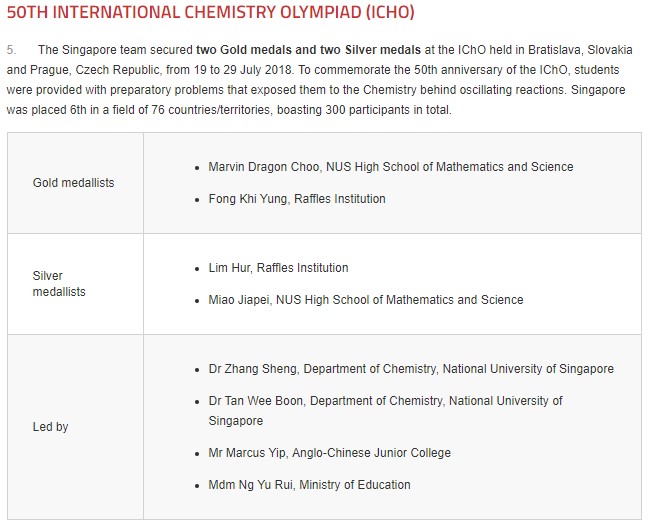 50TH INTERNATIONAL CHEMISTRY OLYMPIAD (ICHO)
5. The Singapore team secured two Gold medals and two Silver medals at the IChO held in Bratislava, Slovakia
and Prague, Czech Republic, from 19 to 29 July 2018. To commemorate the 50th anniversary of the IChO, students
were provided with preparatory problems that exposed them to the Chemistry behind oscillating reactions. Singapore
was placed 6th in a field of 76 countries/territories, boasting 300 participants in total.
Gold medallists
• Marvin Dragon Choo, NUS High School of Mathematics and Science
• Fong Khi Yung, Raffles Institution
Silver
medallists
• Lim Hur, Raffles Institution
• Miao Jiapei, NUS High School of Mathematics and Science
Led by
• Dr Zhang Sheng, Department of Chemistry, National University of Singapore
• Dr Tan Wee Boon, Department of Chemistry, National University of
Singapore
• Mr Marcus Yip, Anglo-Chinese Junior College
• Mdm Ng Yu Rui, Ministry of Education